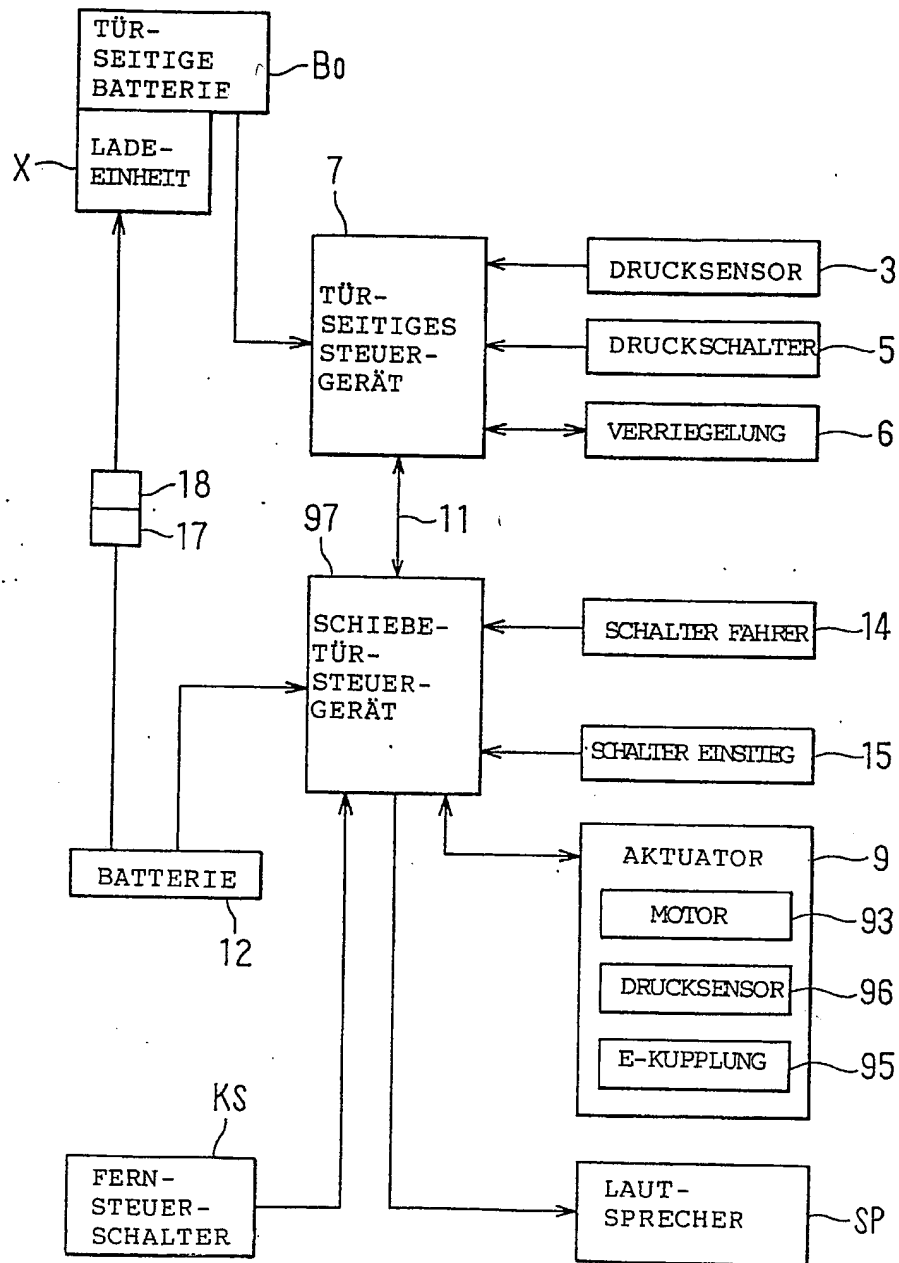 TÜR-
SEITIGE
BATTERIE
Bo
LADE-
EINHEIT
X
7
TÜR-
SEITIGES
STEUER-
GERÄT
DRUCKSENSOR
3
DRUCKSCHALTER
5
VERRIEGELUNG
6
18
17
11
97
SCHIEBE-
TÜR-
STEUER-
GERÄT
SCHALTER FAHRER
14
SCHALTER EINSTIEG
15
BATTERIE
12
AKTUATOR
9
MOTOR
93
DRUCKSENSOR
96
E-KUPPLUNG
95
KS
FERN-
STEUER-
SCHALTER
LAUT-
SPRECHER
SP